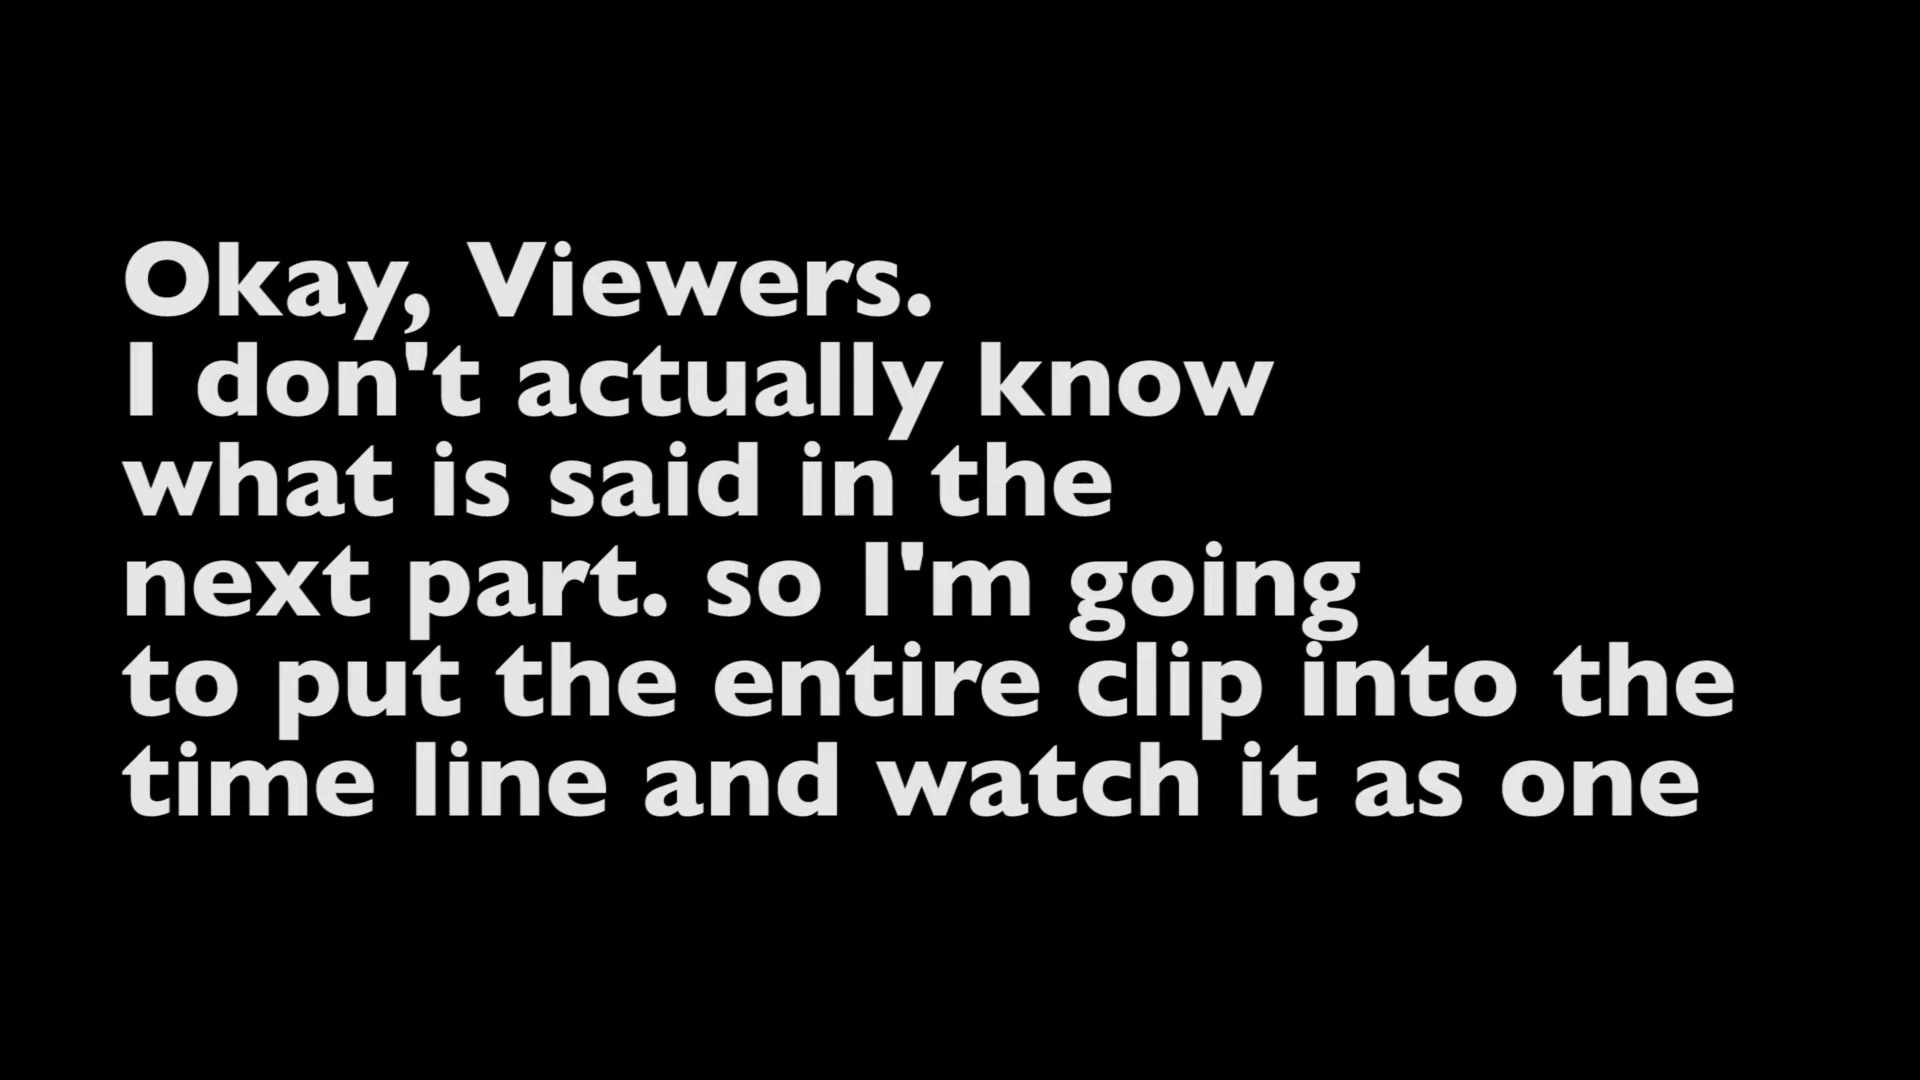 Okay, Viewers.
I don't actually know
what is said in the
next part. so I'm going
to put the entire clip into the
time line and watch it as one